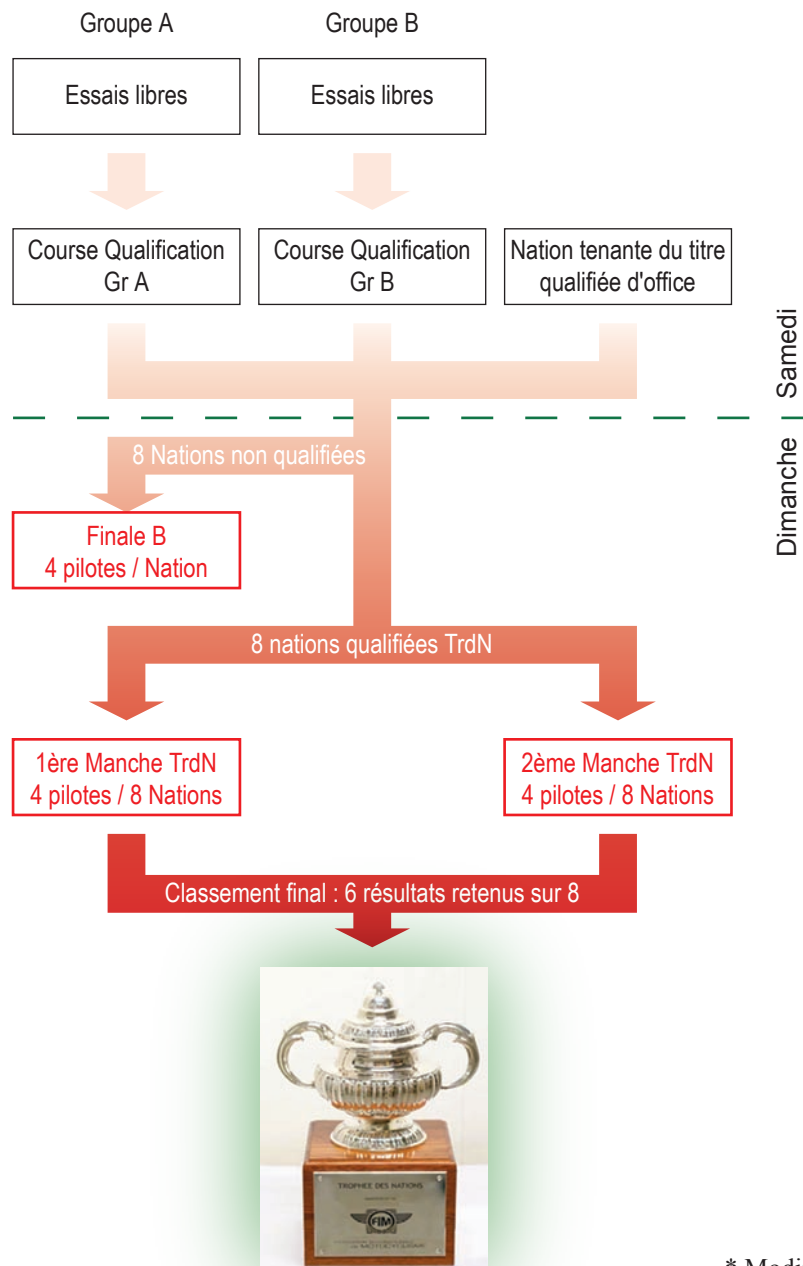 Groupe A
Groupe B
Essais libres
Essais libres
Course Qualification
Gr A
Course Qualification
Gr B
Nation tenante du titre
qualifiée d'office
Samedi
Dimanche
8 Nations non qualifiées
Finale B
4 pilotes / Nation
8 nations qualifiées TrdN
1ère Manche TrdN
4 pilotes / 8 Nations
2ème Manche TrdN
4 pilotes / 8 Nations
Classement final : 6 résultats retenus sur 8
TROPHEE DES NATIONS
FIM
* Modi